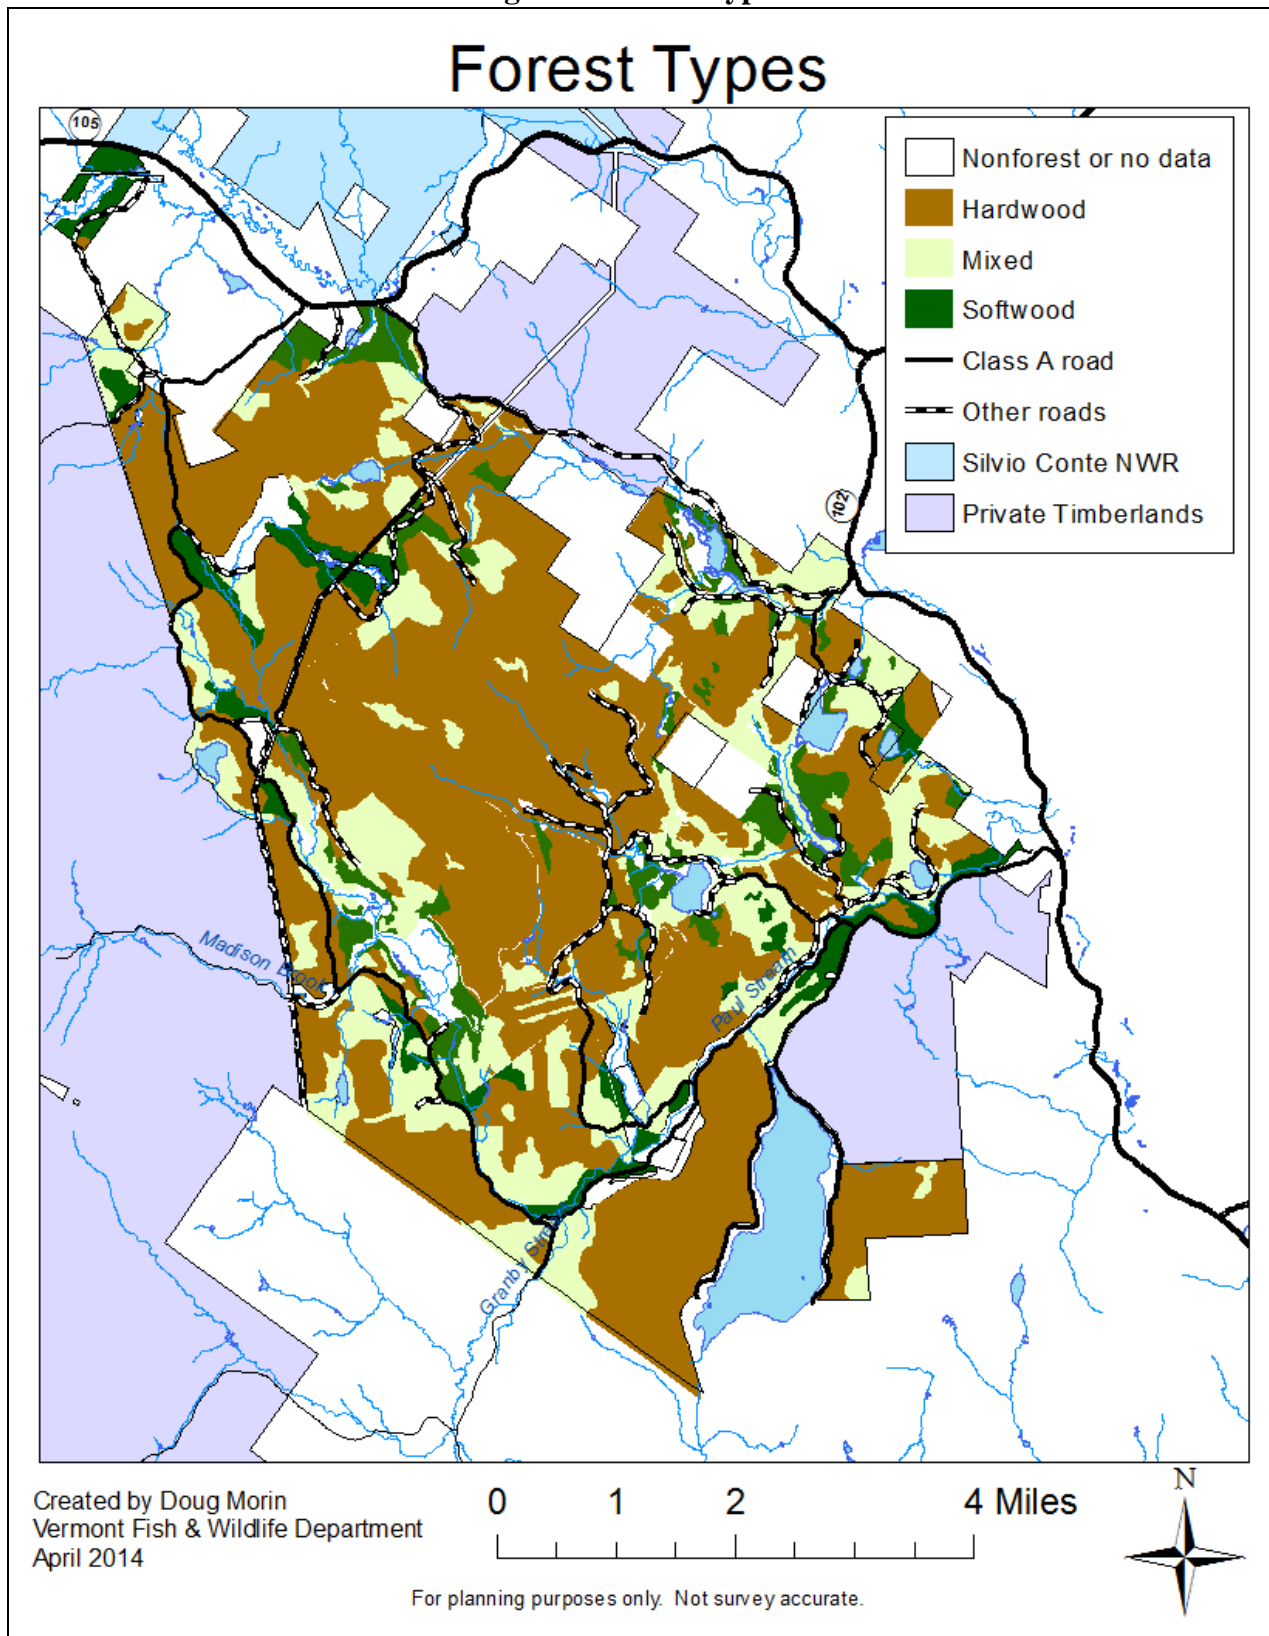 Forest Types
105
Nonforest or no data
Hardwood
Mixed
Softwood
Class A road
Other roads
Silvio Conte NWR
Private Timberlands
102
Madison Brook
Paul Stream
Granby
Created by Doug Morin
Vermont Fish & Wildlife Department
April 2014
0 1 2 4 Miles
N
For planning purposes only. Not survey accurate.